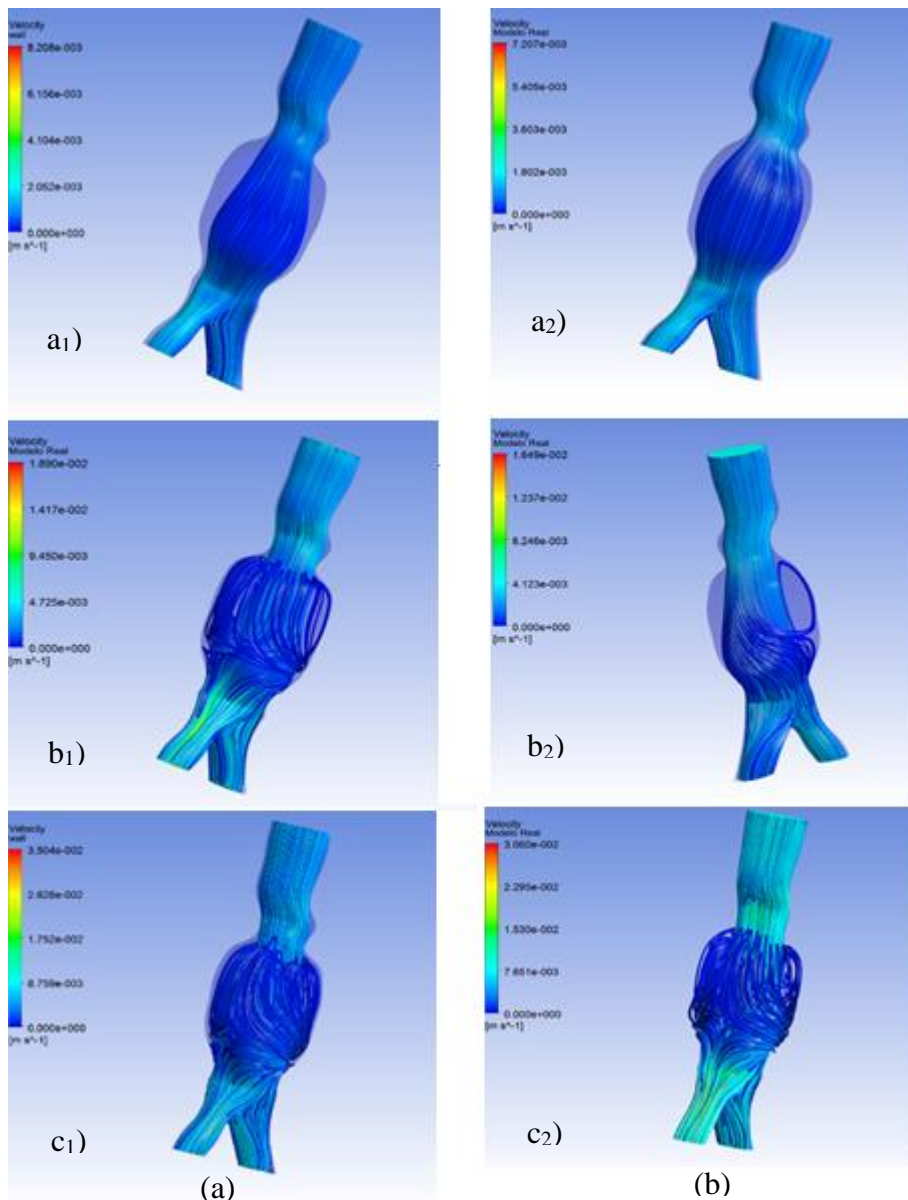 Velocity
wall
8.208e-003
6.156e-003
4.104e-003
2.052e-003
0.000e+000
[m s^-1]
a1)
Velocity
Modelo Real
7.207e-003
5.405e-003
3.603e-003
1.802e-003
0.000e+000
[m s^-1]
a2)
Velocity
Modelo Real
1.890e-002
1.417e-002
9.450e-003
4.725e-003
0.000e+000
[m s^-1]
b1)
Velocity
Modelo Real
1.649e-002
1.237e-002
8.246e-003
4.123e-003
0.000e+000
[m s^-1]
b2)
Velocity
wall
3.504e-002
2.628e-002
1.752e-002
8.759e-003
0.000e+000
[m s^-1]
c1)
Velocity
Modelo Real
3.060e-002
2.295e-002
1.530e-002
7.651e-003
0.000e+000
[m s^-1]
c2)
(a)
(b)